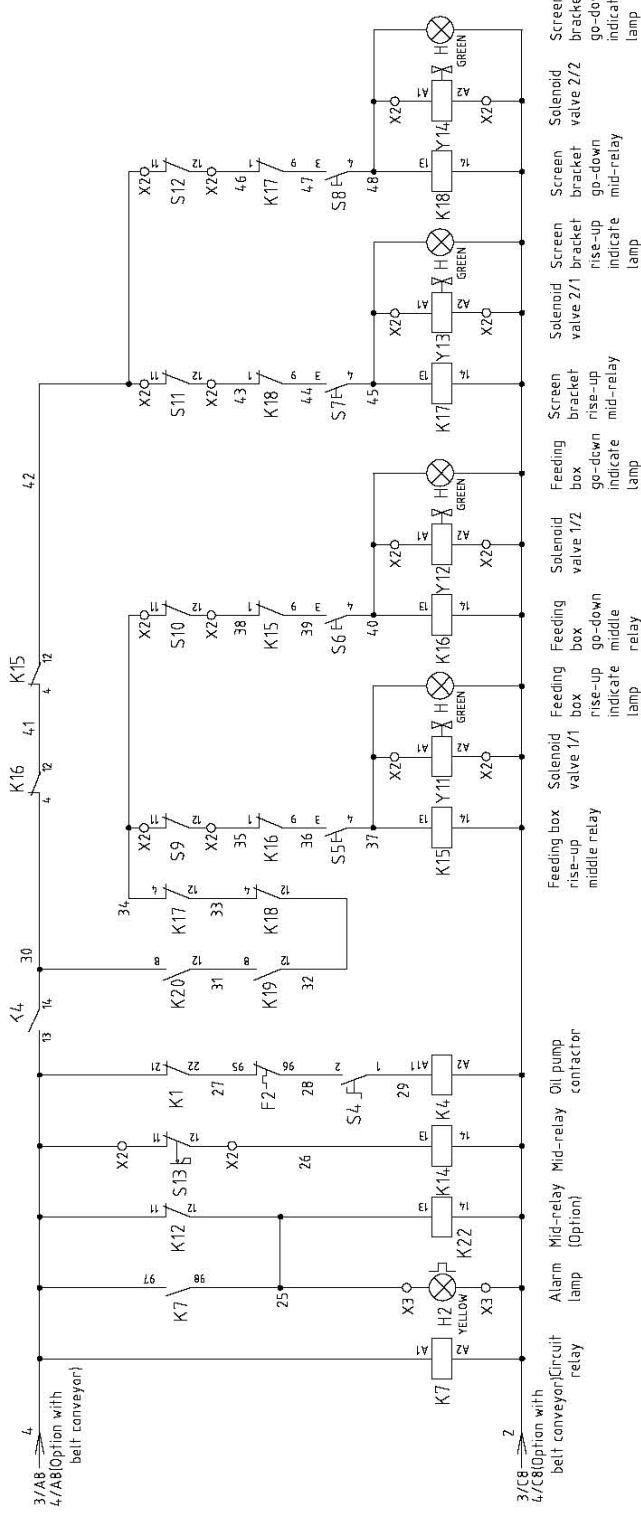 3/A8
4/A8(Option with
belt conveyor)
4
K4
13
14
30
K16
4
12
41
K15
4
12
42
K7
97
98
25
K12
11
12
X2
11
S13
12
X2
26
K1
21
22
27
F2
95
96
28
S4
2
1
29
K20
8
12
31
K19
8
12
32
34
K17
4
12
33
K18
4
12
X2
11
S9
12
X2
35
K16
1
9
36
S5
3
4
37
X2
11
S10
12
X2
38
K15
1
9
39
S6
3
4
40
X2
11
S11
12
X2
43
K18
1
9
44
S7
3
4
45
X2
11
S12
12
X2
46
K17
1
9
47
S8
3
4
48
K7
A1
A2
X3
H2
YELLOW
X3
K22
13
14
K14
13
14
K4
A11
A2
K15
13
14
X2
Y11
A1
A2
X2
H
GREEN
K16
13
14
X2
Y12
A1
A2
X2
H
GREEN
K17
13
14
X2
Y13
A1
A2
X2
H
GREEN
K18
13
14
X2
Y14
A1
A2
X2
H
GREEN
2
3/C8
4/C8(Option with
belt conveyor)
Circuit
relay
Alarm
lamp
Mid-relay
(Option)
Mid-relay
Oil pump
contactor
Feeding box
rise-up
middle relay
Solenoid
valve 1/1
Feeding
box
rise-up
indicate
lamp
Feeding
box
go-down
middle
relay
Solenoid
valve 1/2
Feeding
box
go-down
indicate
lamp
Screen
bracket
rise-up
mid-relay
Solenoid
valve 2/1
Screen
bracket
rise-up
indicate
lamp
Screen
bracket
go-down
mid-relay
Solenoid
valve 2/2
Screen
bracket
go-down
indicate
lamp